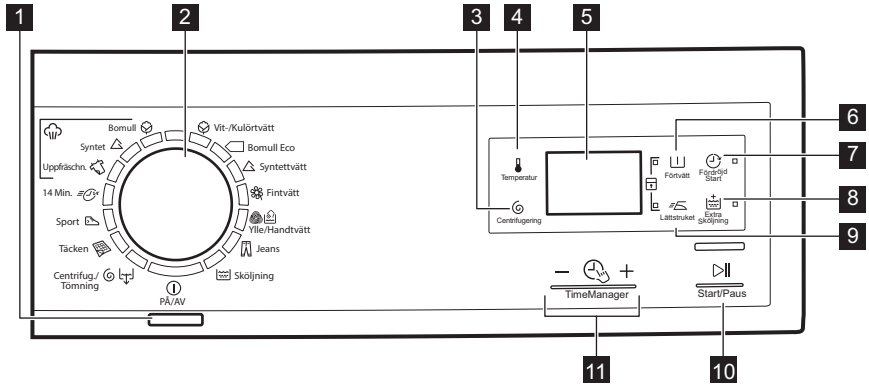 1
2
3
4
5
6
7
8
9
10
11
Bomull
Syntet
Uppfräschn.
14 Min.
Sport
Täcken
Centrifug./
Tömning
PÅ/AV
Vit-/Kulörtvätt
Bomull Eco
Syntettvätt
Fintvätt
Ylle/Handtvätt
Jeans
Sköljning
Temperatur
Centrifugering
Förtvätt
Fördröjd
Start
Lättstruket
Extra
Sköljning
TimeManager
Start/Paus